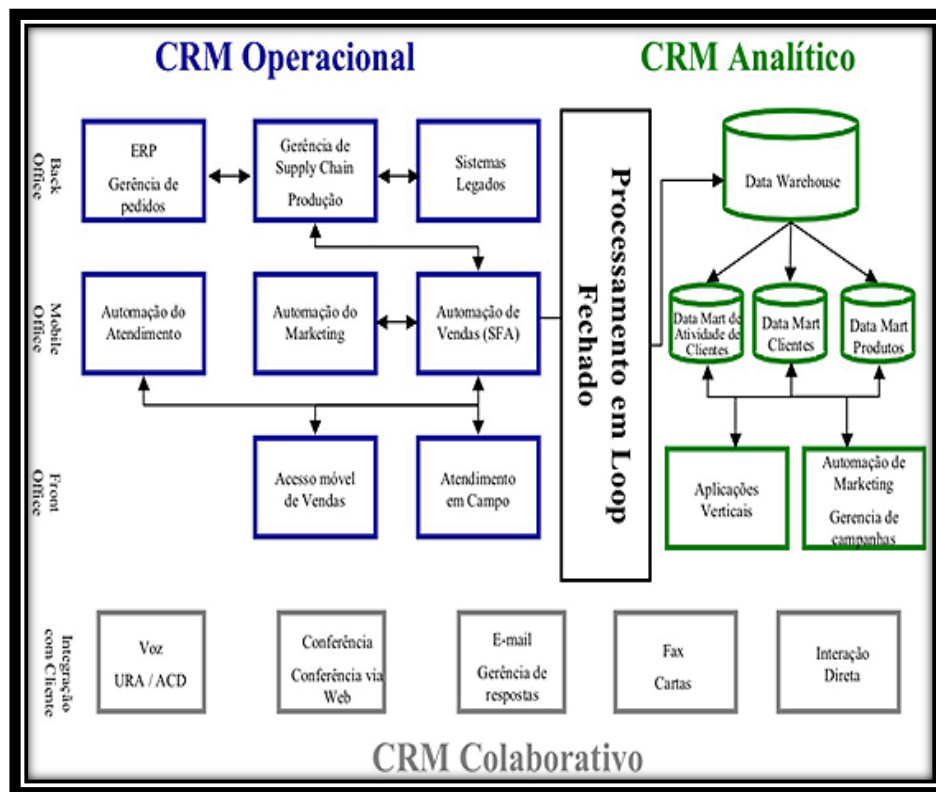 CRM Operacional
CRM Analítico
Back
Office
ERP
Gerência de
pedidos
Gerência de
Supply Chain
Produção
Sistemas
Legados
Processamento em Loop
Fechado
Data Warehouse
Mobile
Office
Automação do
Atendimento
Automação do
Marketing
Automação de
Vendas (SFA)
Data Mart de
Atividade de
Clientes
Data Mart
Clientes
Data Mart
Produtos
Front
Office
Acesso móvel
de Vendas
Atendimento
em Campo
Aplicações
Verticais
Automação de
Marketing
Gerencia de
campanhas
Integração
com Cliente
Voz
URA / ACD
Conferência
Conferência via
Web
E-mail
Gerência de
respostas
Fax
Cartas
Interação
Direta
CRM Colaborativo